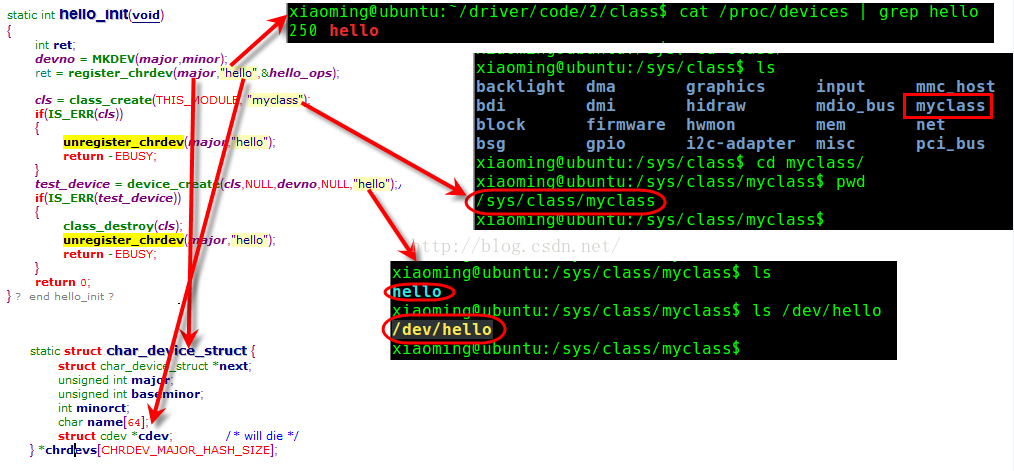 static int hello_init(void)
{
int ret;
devno = MKDEV(major,minor);
ret = register_chrdev(major,"hello",&hello_ops);
cls = class_create(THIS_MODULE, "myclass");
if(IS_ERR(cls))
{
unregister_chrdev(major,"hello");
return -EBUSY;
}
test_device = device_create(cls,NULL,devno,NULL,"hello");/
if(IS_ERR(test_device))
{
class_destroy(cls);
unregister_chrdev(major,"hello");
return -EBUSY;
}
return 0;
} ? end hello_init ?
static struct char_device_struct {
struct char_device_struct *next;
unsigned int major;
unsigned int baseminor;
int minorct;
char name[64];
struct cdev *cdev; /* will die */
} *chrdevs[CHRDEV_MAJOR_HASH_SIZE];
xiaoming@ubuntu:~/driver/code/2/class$ cat /proc/devices | grep hello
250 hello
xiaoming@ubuntu:/sys/class$ ls
backlight dma graphics input mmc_host
bdi dmi hidraw mdio_bus myclass
block firmware hwmon mem net
bsg gpio i2c-adapter misc pci_bus
xiaoming@ubuntu:/sys/class$ cd myclass/
xiaoming@ubuntu:/sys/class/myclass$ pwd
/sys/class/myclass
xiaoming@ubuntu:/sys/class/myclass$
http://blog.csdn.net/
xiaoming@ubuntu:/sys/class/myclass$ ls
hello
xiaoming@ubuntu:/sys/class/myclass$ ls /dev/hello
/dev/hello
xiaoming@ubuntu:/sys/class/myclass$